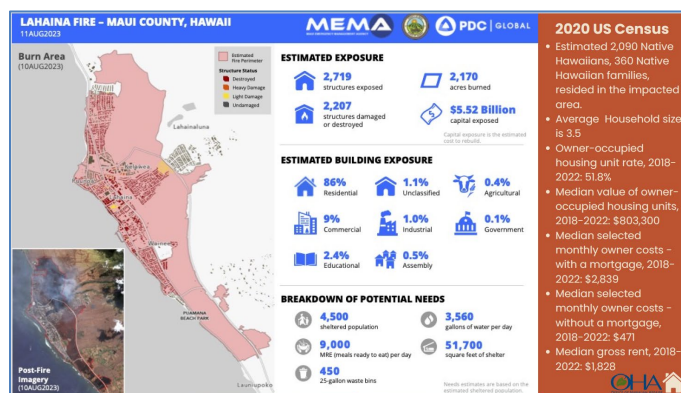 LAHAINA FIRE – MAUI COUNTY, HAWAII
11AUG2023
MEMA
PDC | GLOBAL
Burn Area
(10AUG2023)
Estimated
Fire Perimeter
Structure Status
Destroyed
Heavy Damage
Light Damage
Undamaged
Lahainaluna
Lahaina
Wainee
PUAMANA
BEACH PARK
Launiupoko
Post-Fire
Imagery
(10AUG2023)
ESTIMATED EXPOSURE
2,719
structures exposed
2,170
acres burned
2,207
structures damaged
or destroyed
$5.52 Billion
capital exposed
Capital exposure is the estimated
cost to rebuild.
ESTIMATED BUILDING EXPOSURE
86%
Residential
1.1%
Unclassified
0.4%
Agricultural
9%
Commercial
1.0%
Industrial
0.1%
Government
2.4%
Educational
0.5%
Assembly
BREAKDOWN OF POTENTIAL NEEDS
4,500
sheltered population
3,560
gallons of water per day
9,000
MRE (meals ready to eat) per day
51,700
square feet of shelter
450
25-gallon waste bins
Needs estimates are based on the
estimated sheltered population.
2020 US Census
• Estimated 2,090 Native
Hawaiians, 360 Native
Hawaiian families,
resided in the impacted
area.
• Average Household size
is 3.5
• Owner-occupied
housing unit rate, 2018-
2022: 51.8%
• Median value of owner-
occupied housing units,
2018-2022: $803,300
• Median selected
monthly owner costs -
with a mortgage, 2018-
2022: $2,839
• Median selected
monthly owner costs -
without a mortgage,
2018-2022: $471
• Median gross rent, 2018-
2022: $1,828
OHA